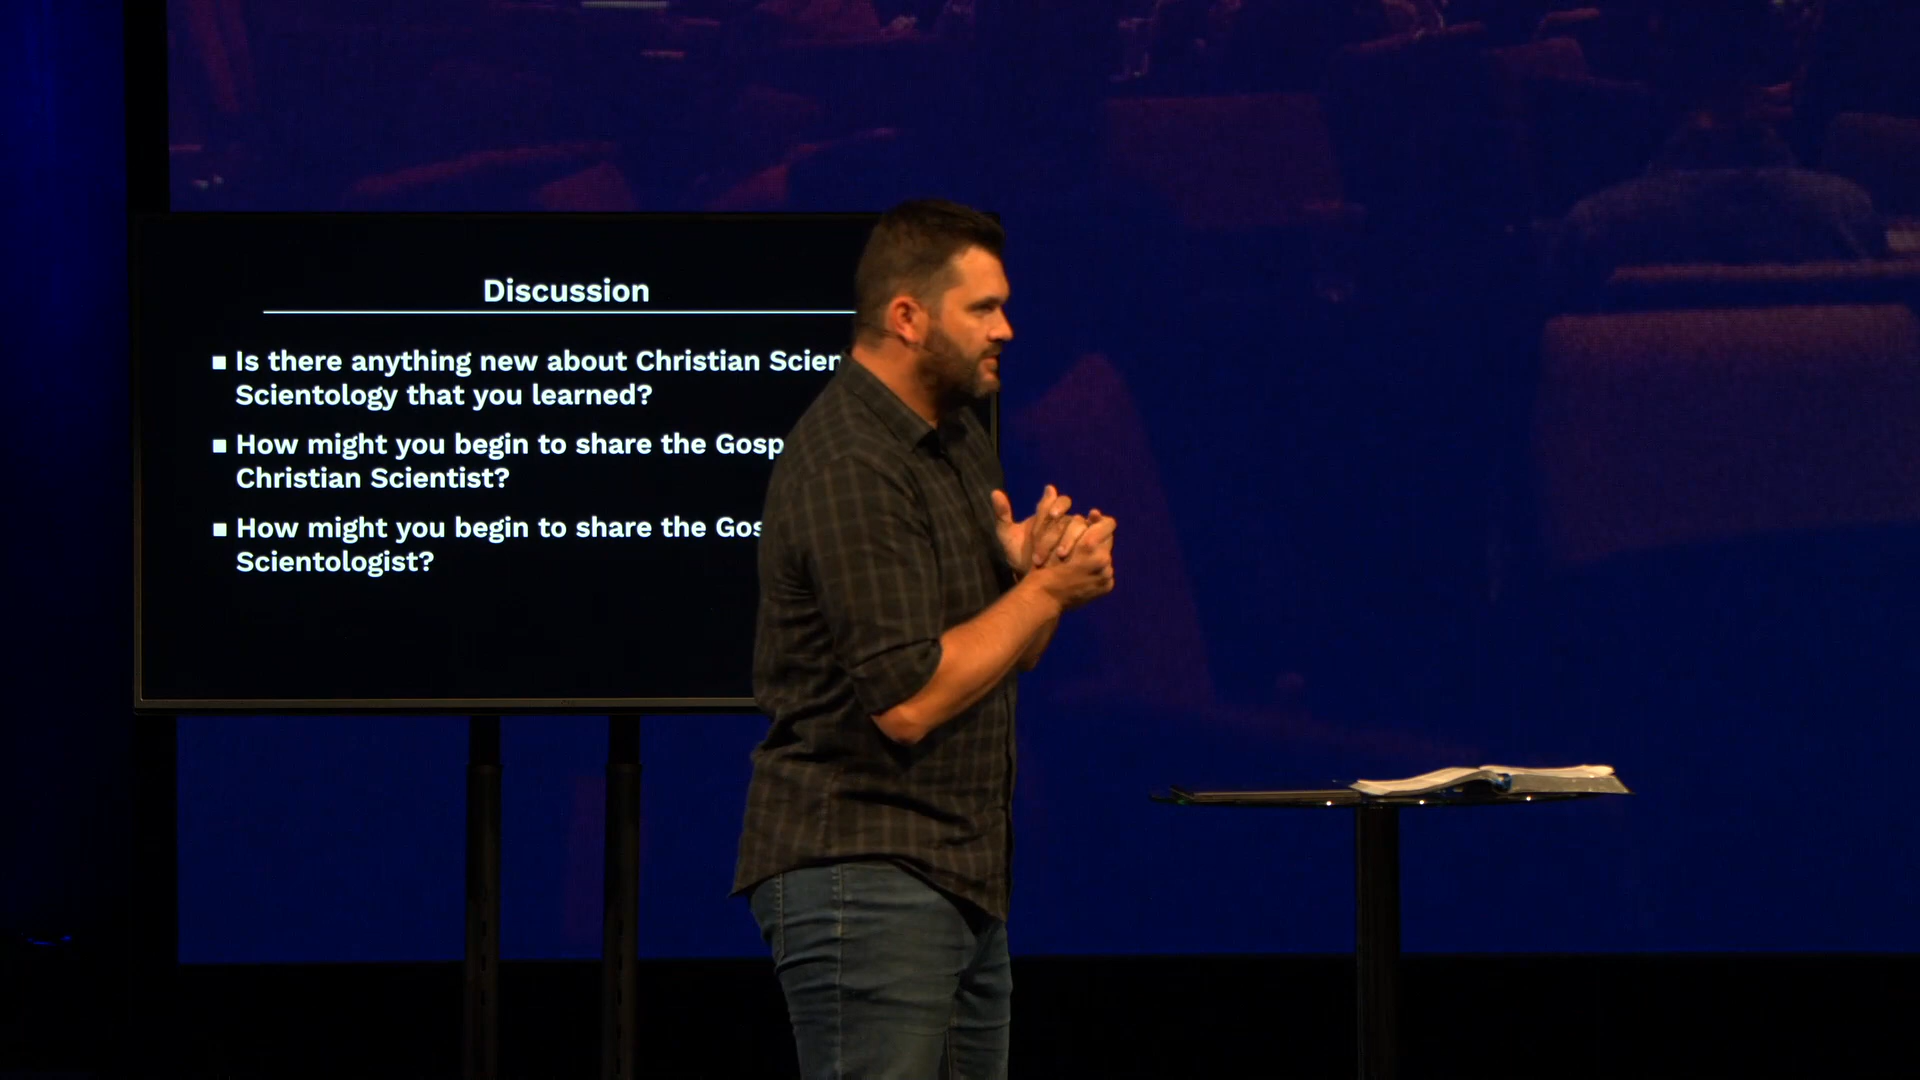 Discussion
■ Is there anything new about Christian Scien
Scientology that you learned?
■ How might you begin to share the Gosp
Christian Scientist?
■ How might you begin to share the Gos
Scientologist?